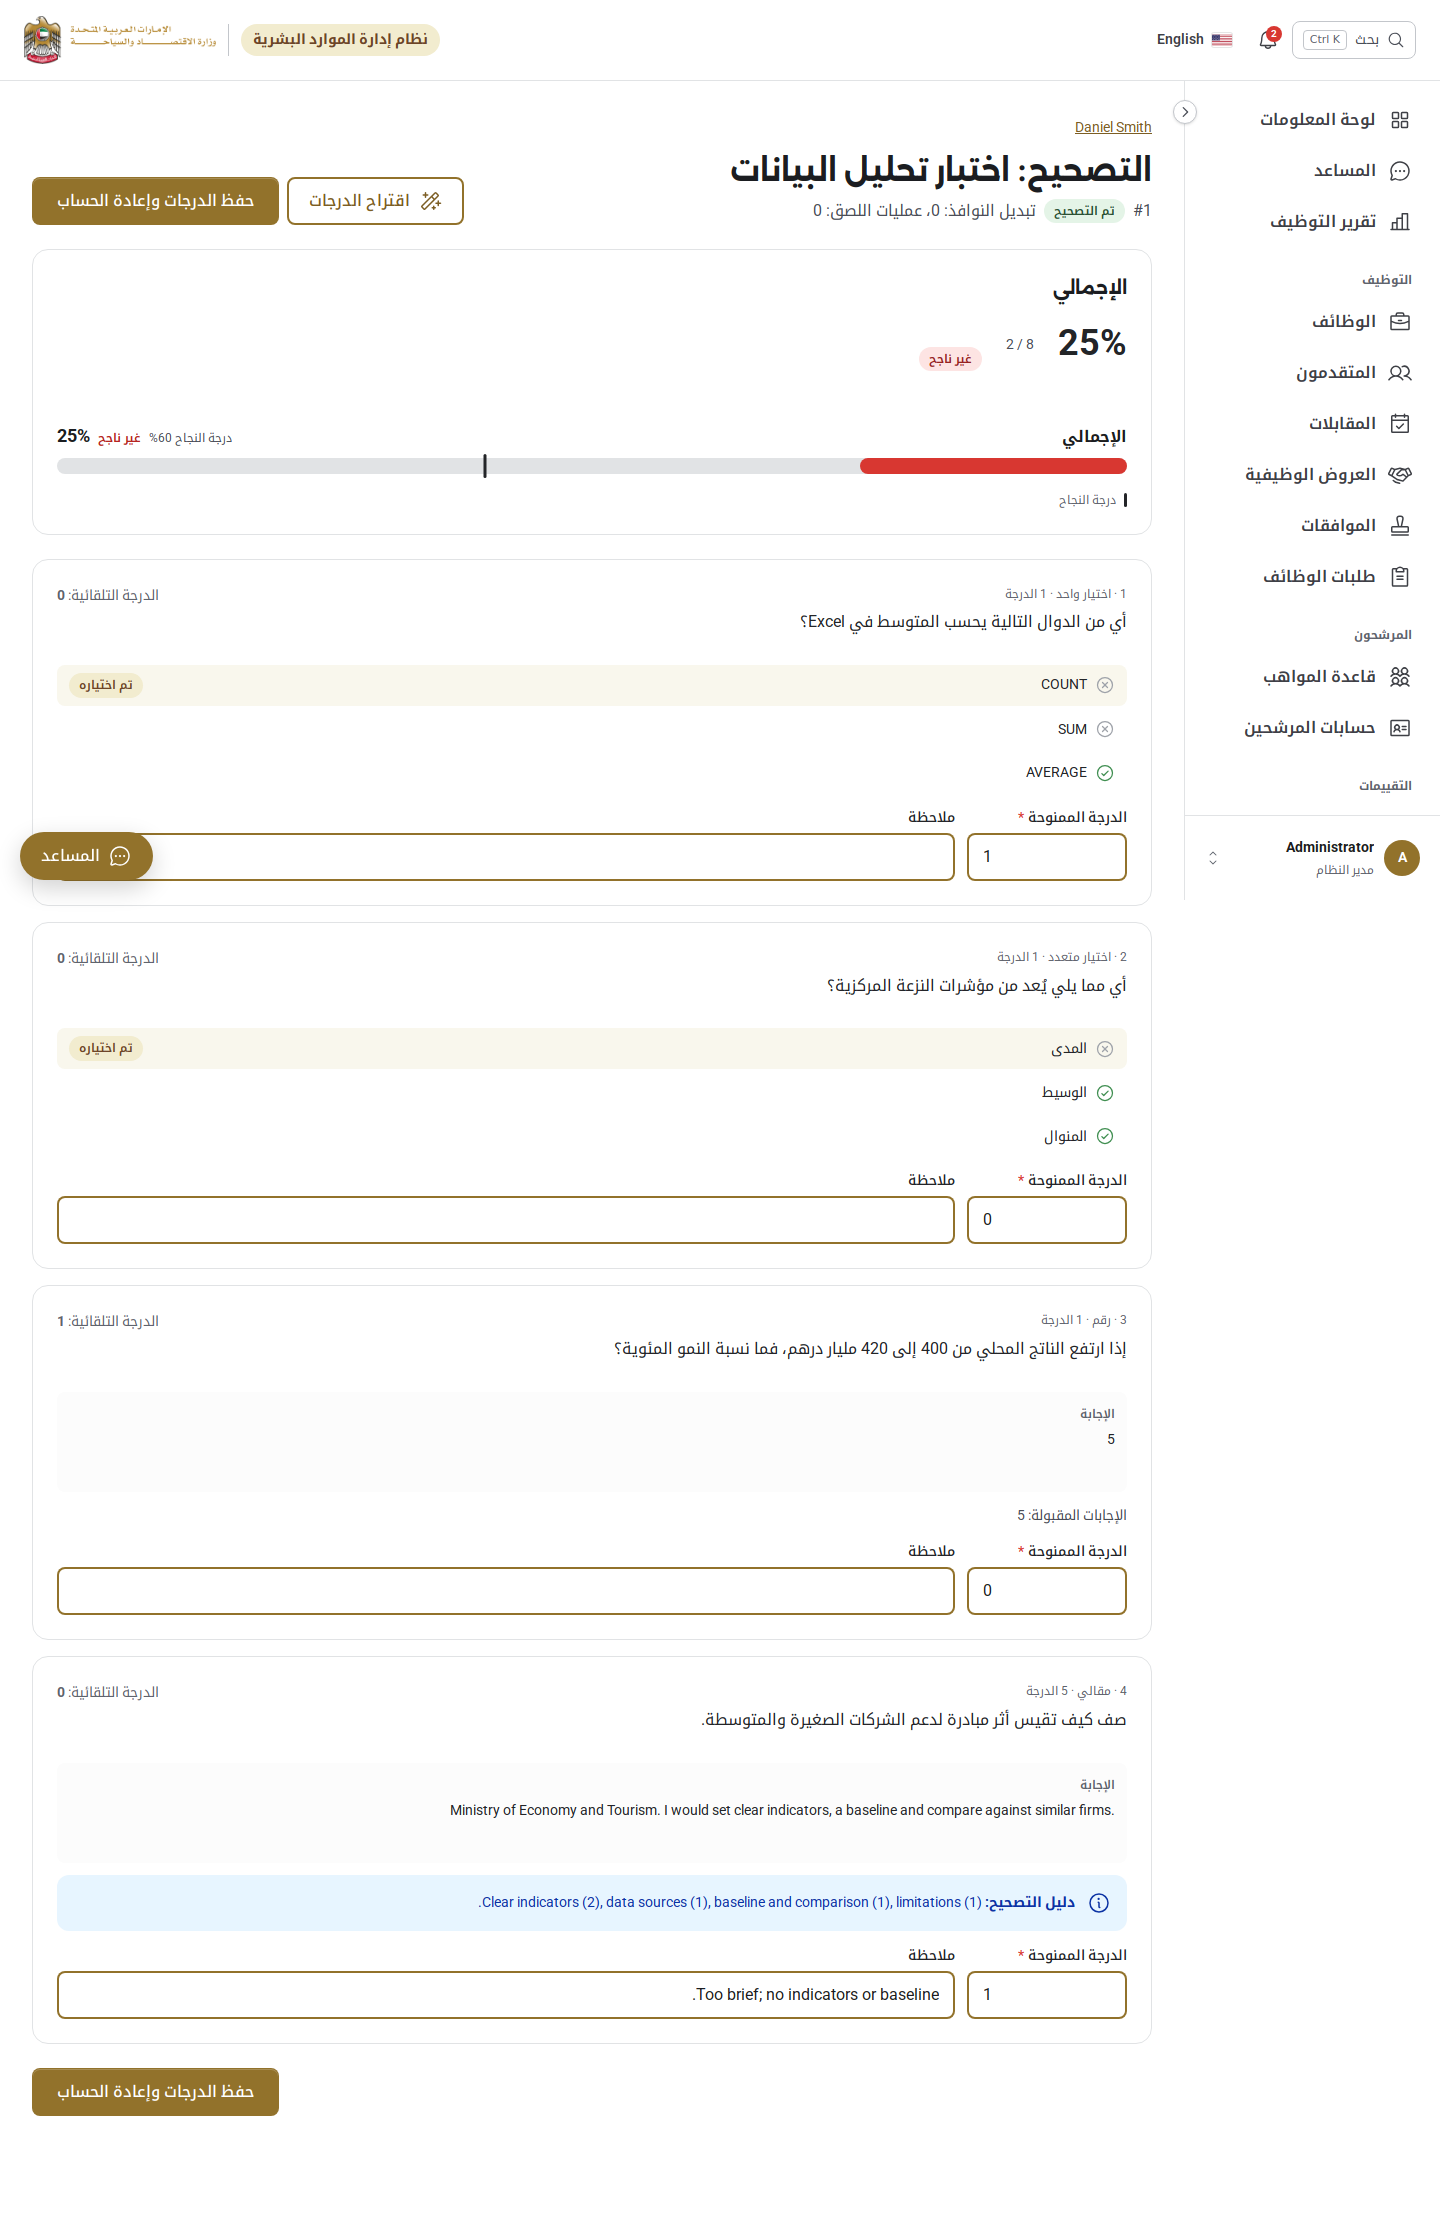 بحث Ctrl K
2
English
نظام إدارة الموارد البشرية
الإمارات العربية المتحدة
وزارة الاقتصاد والسياحة
لوحة المعلومات
المساعد
تقرير التوظيف
التوظيف
الوظائف
المتقدمون
المقابلات
العروض الوظيفية
الموافقات
طلبات الوظائف
المرشحون
قاعدة المواهب
حسابات المرشحين
التقييمات
A
Administrator
مدير النظام
Daniel Smith
التصحيح: اختبار تحليل البيانات
#1 تم التصحيح تبديل النوافذ: 0، عمليات اللصق: 0
اقتراح الدرجات
حفظ الدرجات وإعادة الحساب
الإجمالي
25% 2 / 8 غير ناجح
الإجمالي
درجة النجاح 60% غير ناجح 25%
درجة النجاح
1 · اختيار واحد · 1 الدرجة
الدرجة التلقائية: 0
أي من الدوال التالية يحسب المتوسط في Excel؟
COUNT تم اختياره
SUM
AVERAGE
الدرجة الممنوحة * ملاحظة
1
المساعد
2 · اختيار متعدد · 1 الدرجة
الدرجة التلقائية: 0
أي مما يلي يُعد من مؤشرات النزعة المركزية؟
المدى تم اختياره
الوسيط
المنوال
الدرجة الممنوحة * ملاحظة
0
3 · رقم · 1 الدرجة
الدرجة التلقائية: 1
إذا ارتفع الناتج المحلي من 400 إلى 420 مليار درهم، فما نسبة النمو المئوية؟
الإجابة
5
الإجابات المقبولة: 5
الدرجة الممنوحة * ملاحظة
0
4 · مقالي · 5 الدرجة
الدرجة التلقائية: 0
صف كيف تقيس أثر مبادرة لدعم الشركات الصغيرة والمتوسطة.
الإجابة
Ministry of Economy and Tourism. I would set clear indicators, a baseline and compare against similar firms.
دليل التصحيح: Clear indicators (2), data sources (1), baseline and comparison (1), limitations (1).
الدرجة الممنوحة * ملاحظة
1
Too brief; no indicators or baseline.
حفظ الدرجات وإعادة الحساب